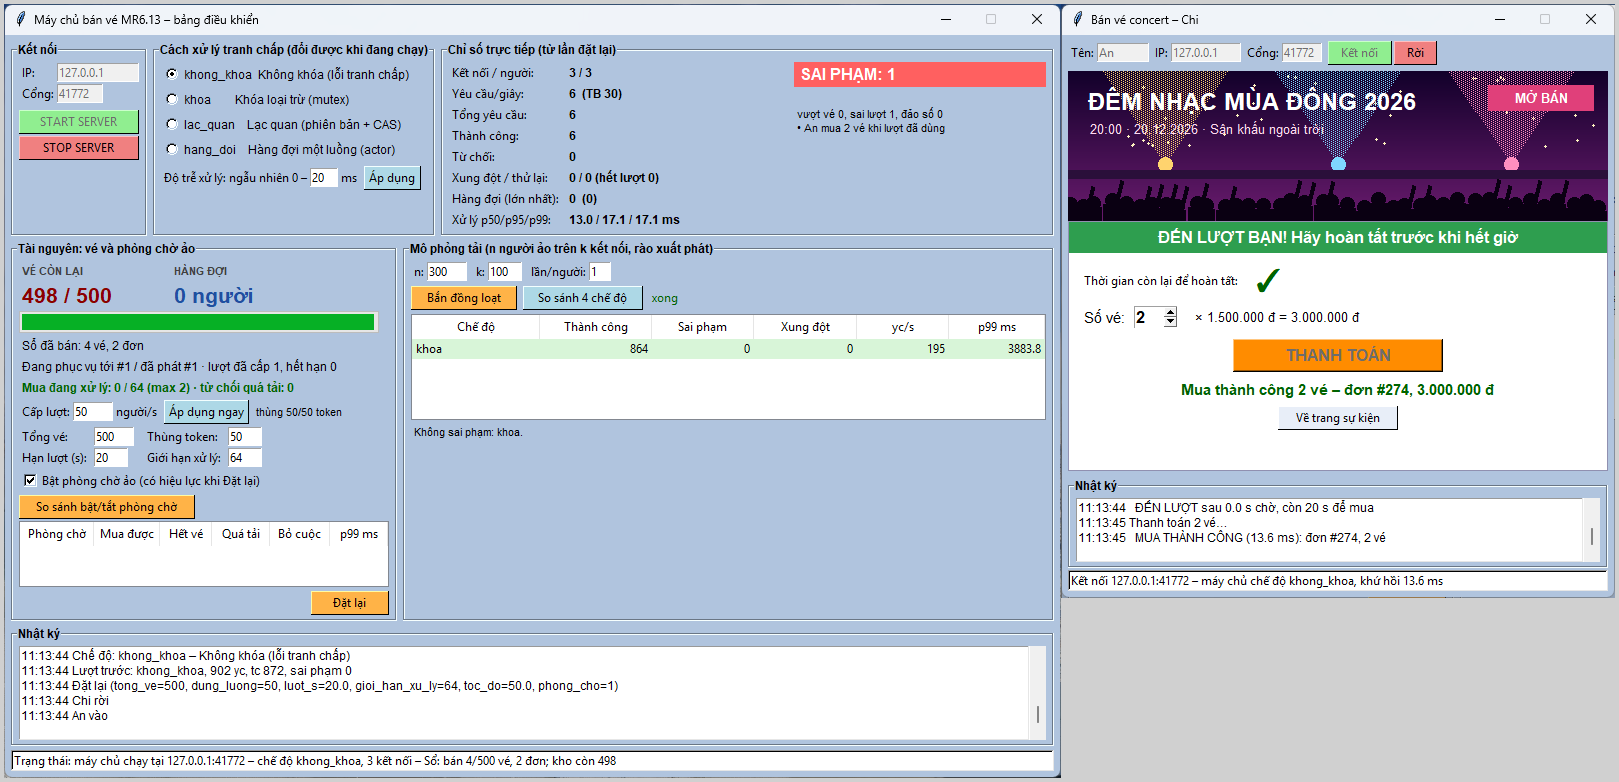 Máy chủ bán vé MR6.13 – bảng điều khiển
Kết nối
IP: 127.0.0.1
Cổng: 41772
START SERVER
STOP SERVER
Cách xử lý tranh chấp (đổi được khi đang chạy)
khong_khoa Không khóa (lỗi tranh chấp)
khoa Khóa loại trừ (mutex)
lac_quan Lạc quan (phiên bản + CAS)
hang_doi Hàng đợi một luồng (actor)
Độ trễ xử lý: ngẫu nhiên 0 – 20 ms Áp dụng
Chỉ số trực tiếp (từ lần đặt lại)
Kết nối / người: 3 / 3
Yêu cầu/giây: 6 (TB 30)
Tổng yêu cầu: 6
Thành công: 6
Từ chối: 0
Xung đột / thử lại: 0 / 0 (hết lượt 0)
Hàng đợi (lớn nhất): 0 (0)
Xử lý p50/p95/p99: 13.0 / 17.1 / 17.1 ms
SAI PHẠM: 1
vượt vé 0, sai lượt 1, đảo số 0
• An mua 2 vé khi lượt đã dùng
Tài nguyên: vé và phòng chờ ảo
VÉ CÒN LẠI HÀNG ĐỢI
498 / 500 0 người
Sổ đã bán: 4 vé, 2 đơn
Đang phục vụ tới #1 / đã phát #1 · lượt đã cấp 1, hết hạn 0
Mua đang xử lý: 0 / 64 (max 2) · từ chối quá tải: 0
Cấp lượt: 50 người/s Áp dụng ngay thùng 50/50 token
Tổng vé: 500 Thùng token: 50
Hạn lượt (s): 20 Giới hạn xử lý: 64
Bật phòng chờ ảo (có hiệu lực khi Đặt lại)
So sánh bật/tắt phòng chờ
Phòng chờ Mua được Hết vé Quá tải Bỏ cuộc p99 ms
Đặt lại
Mô phỏng tải (n người ảo trên k kết nối, rào xuất phát)
n: 300 k: 100 lần/người: 1
Bắn đồng loạt So sánh 4 chế độ xong
Chế độ Thành công Sai phạm Xung đột yc/s p99 ms
khoa 864 0 0 195 3883.8
Không sai phạm: khoa.
Nhật ký
11:13:44 Chế độ: khong_khoa – Không khóa (lỗi tranh chấp)
11:13:44 Lượt trước: khong_khoa, 902 yc, tc 872, sai phạm 0
11:13:44 Đặt lại (tong_ve=500, dung_luong=50, luot_s=20.0, gioi_han_xu_ly=64, toc_do=50.0, phong_cho=1)
11:13:44 Chi rời
11:13:44 An vào
Trạng thái: máy chủ chạy tại 127.0.0.1:41772 – chế độ khong_khoa, 3 kết nối – Sổ: bán 4/500 vé, 2 đơn; kho còn 498
Bán vé concert – Chi
Tên: An IP: 127.0.0.1 Cổng: 41772 Kết nối Rời
ĐÊM NHẠC MÙA ĐÔNG 2026
MỞ BÁN
20:00 · 20.12.2026 · Sân khấu ngoài trời
ĐẾN LƯỢT BẠN! Hãy hoàn tất trước khi hết giờ
Thời gian còn lại để hoàn tất: ✓
Số vé: 2 × 1.500.000 đ = 3.000.000 đ
THANH TOÁN
Mua thành công 2 vé – đơn #274, 3.000.000 đ
Về trang sự kiện
Nhật ký
11:13:44 ĐẾN LƯỢT sau 0.0 s chờ, còn 20 s để mua
11:13:45 Thanh toán 2 vé...
11:13:45 MUA THÀNH CÔNG (13.6 ms): đơn #274, 2 vé
Kết nối 127.0.0.1:41772 – máy chủ chế độ khong_khoa, khứ hồi 13.6 ms